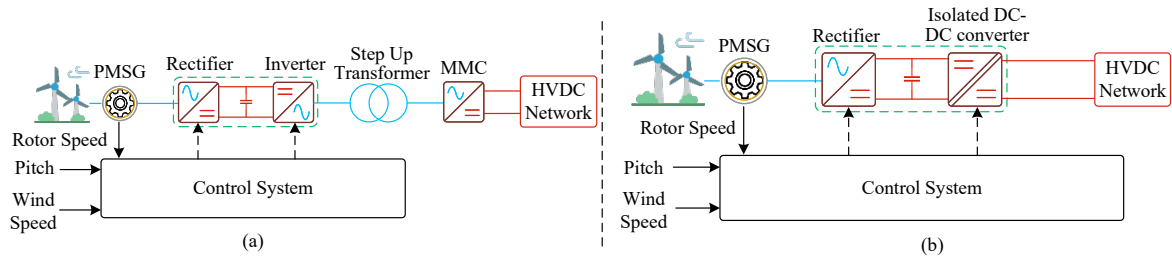 PMSG
Rectifier
Inverter
Step Up
Transformer
MMC
HVDC
Network
Rotor Speed
Pitch
Wind
Speed
Control System
(a)
PMSG
Rectifier
Isolated DC-
DC converter
HVDC
Network
Rotor Speed
Pitch
Wind
Speed
Control System
(b)